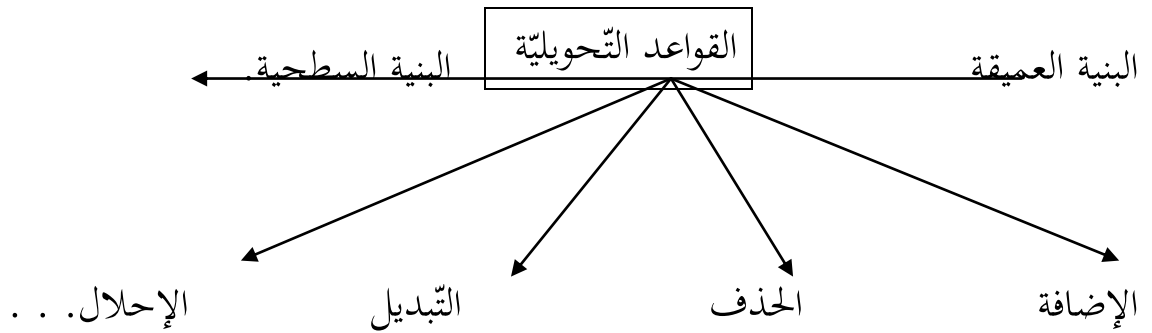 البنية العميقة القواعد التّحويليّة البنية السطحية.
الإضافة الحذف التّبديل الإحلال. . .